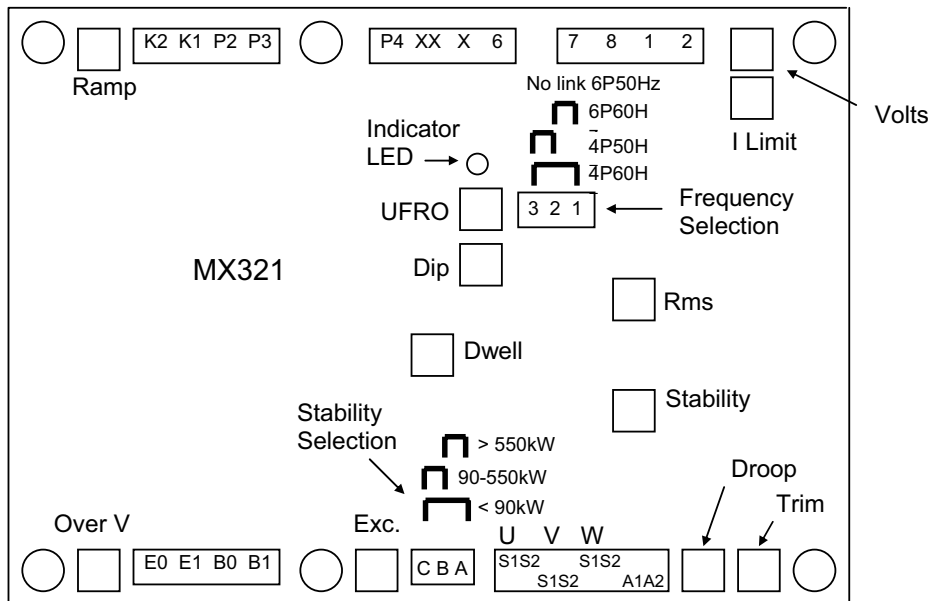 K2 K1 P2 P3
P4 XX X 6
7 8 1 2
Ramp
No link 6P50Hz
6P60H
4P50H
4P60H
Volts
I Limit
Indicator
LED
UFRO
3 2 1
Frequency
Selection
Dip
MX321
Rms
Dwell
Stability
Stability
Selection
> 550kW
90-550kW
< 90kW
Droop
Trim
Over V
Exc.
U V W
E0 E1 B0 B1
C B A
S1S2 S1S2
S1S2 A1A2